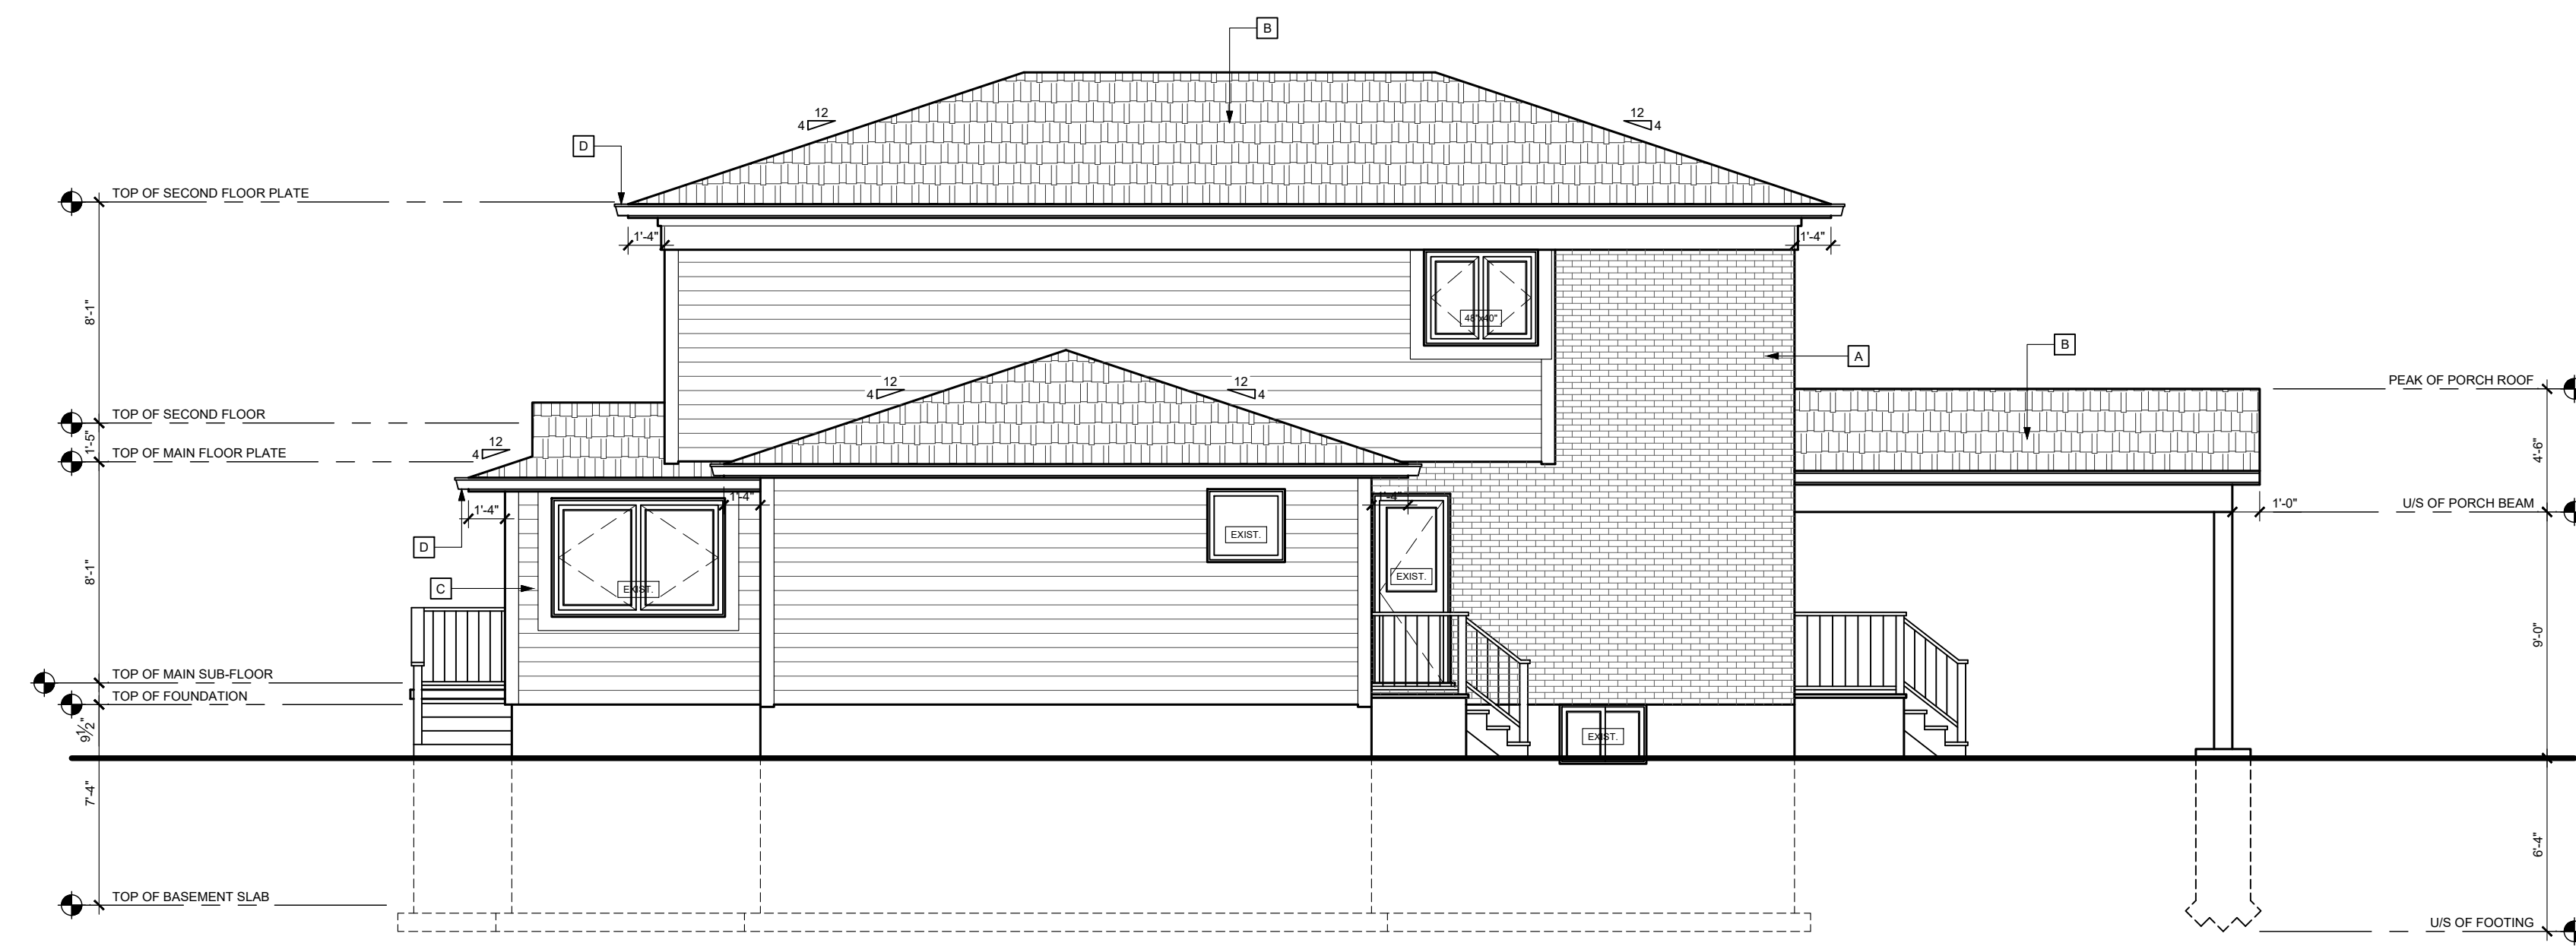 B
12
4
12
4
D
TOP OF SECOND FLOOR PLATE
1'-4"
1'-4"
8'-1"
48"x40"
B
A
12
4
12
4
PEAK OF PORCH ROOF
TOP OF SECOND FLOOR
1'-5"
12
4
TOP OF MAIN FLOOR PLATE
4'-6"
1'-4"
1'-4"
1'-4"
1'-0"
U/S OF PORCH BEAM
EXIST.
D
8'-1"
EXIST.
C
EXIST.
9'-0"
TOP OF MAIN SUB-FLOOR
TOP OF FOUNDATION
9½"
EXIST.
7'-4"
6'-4"
TOP OF BASEMENT SLAB
U/S OF FOOTING